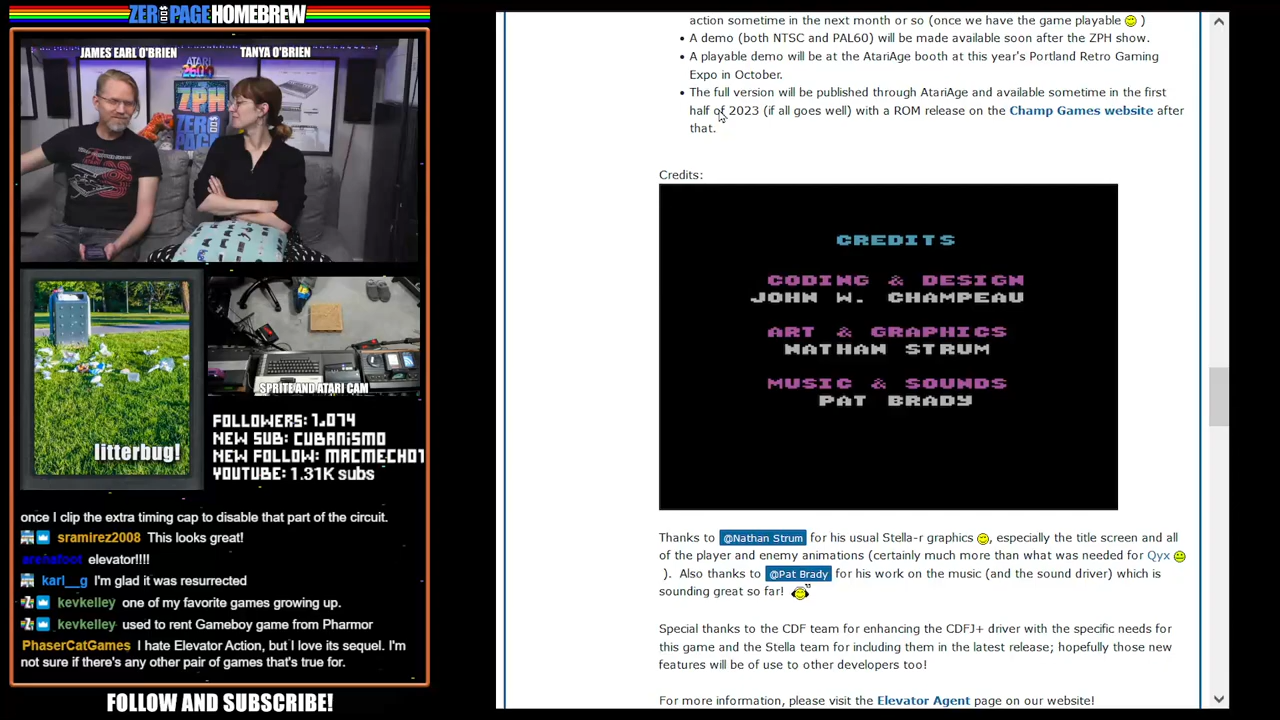 ZERO PAGE HOMEBREW
JAMES EARL O'BRIEN
TANYA O'BRIEN
ATARI
2600
ZPH
ZERO
PAGE
litterbug!
SPRITE AND ATARI CAM
FOLLOWERS: 1,074
NEW SUB: CUBANISMO
NEW FOLLOW: MACMECHOT
YOUTUBE: 1.31K subs
once I clip the extra timing cap to disable that part of the circuit.
sramirez2008 This looks great!
arenafoot elevator!!!!
karl__g I'm glad it was resurrected
kevkelley one of my favorite games growing up.
kevkelley used to rent Gameboy game from Pharmor
PhaserCatGames I hate Elevator Action, but I love its sequel. I'm
not sure if there's any other pair of games that's true for.
FOLLOW AND SUBSCRIBE!
action sometime in the next month or so (once we have the game playable )
A demo (both NTSC and PAL60) will be made available soon after the ZPH show.
A playable demo will be at the AtariAge booth at this year's Portland Retro Gaming
Expo in October.
The full version will be published through AtariAge and available sometime in the first
half of 2023 (if all goes well) with a ROM release on the Champ Games website after
that.
Credits:
CREDITS
CODING & DESIGN
JOHN W. CHAMPEAU
ART & GRAPHICS
NATHAN STRUM
MUSIC & SOUNDS
PAT BRADY
Thanks to @Nathan Strum for his usual Stella-r graphics , especially the title screen and all
of the player and enemy animations (certainly much more than what was needed for Qyx
). Also thanks to @Pat Brady for his work on the music (and the sound driver) which is
sounding great so far!
Special thanks to the CDF team for enhancing the CDFJ+ driver with the specific needs for
this game and the Stella team for including them in the latest release; hopefully those new
features will be of use to other developers too!
For more information, please visit the Elevator Agent page on our website!